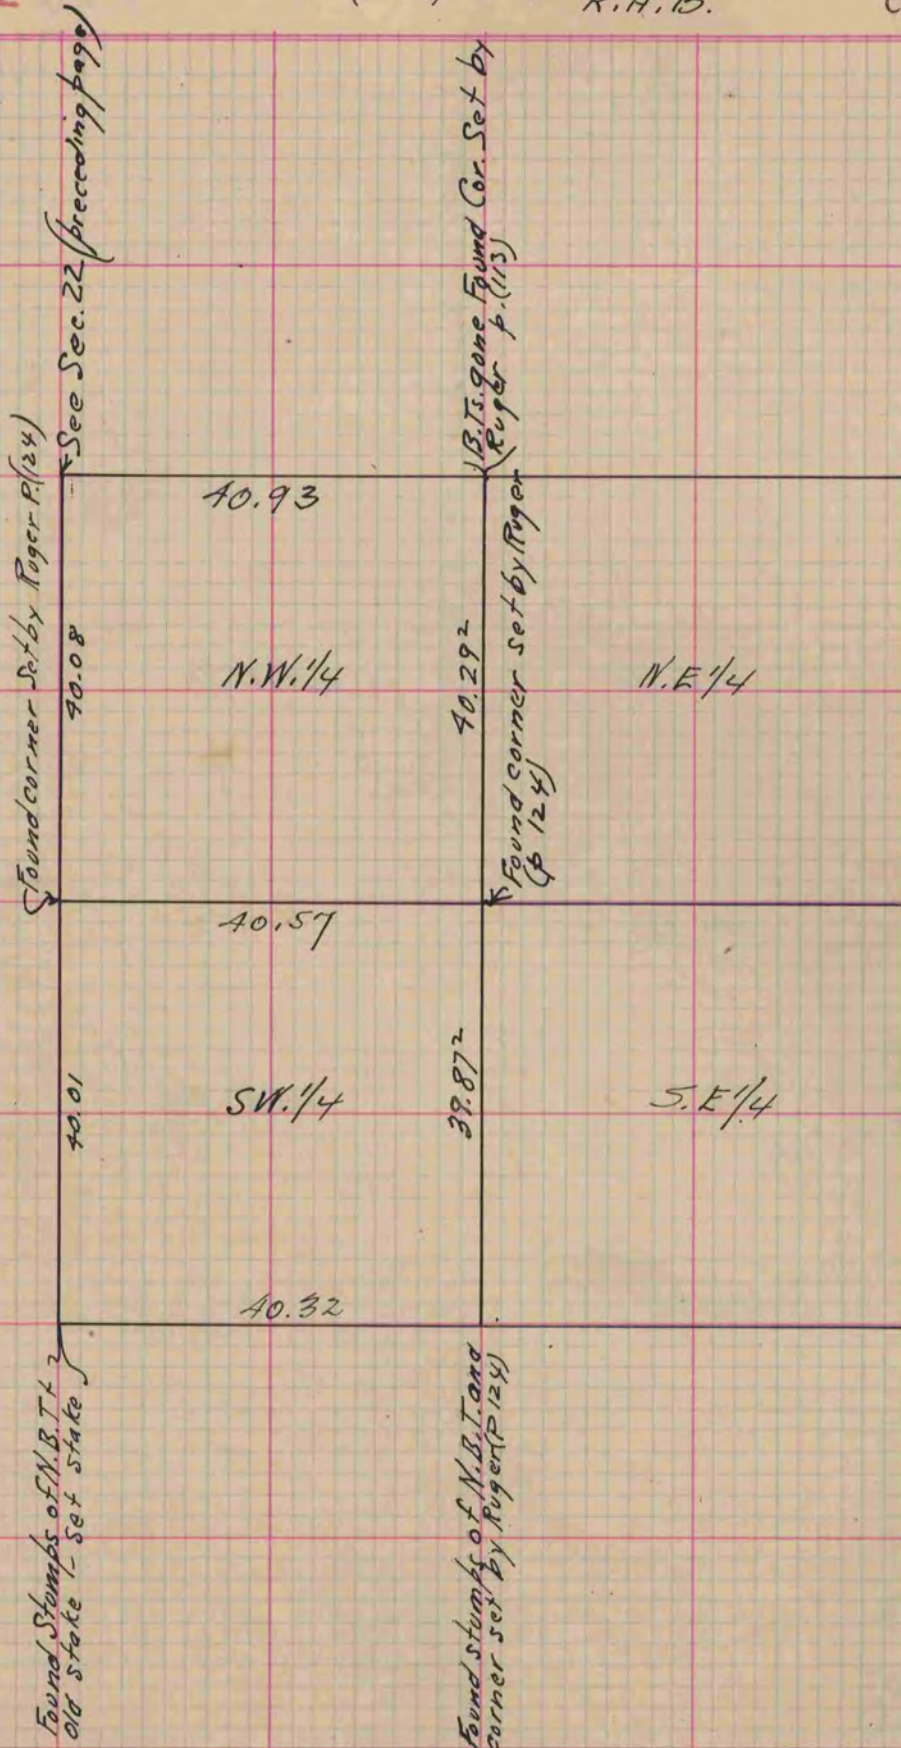 R.A.B.
See Sec. 22 (preceding page)
B.Ts. gone Found Cor. Set by
Ruger p. (113)
Found corner Set by Ruger P. (124)
40.93
40.08
N.W. 1/4
40.29²
Found corner set by Ruger
(p 124)
N.E 1/4
40.57
40.01
SW. 1/4
39.87²
S.E 1/4
40.32
Found Stumps of N.B.T +
old stake - Set stake
Found stumps of N.B.T. and
corner set by Ruger (P 124)